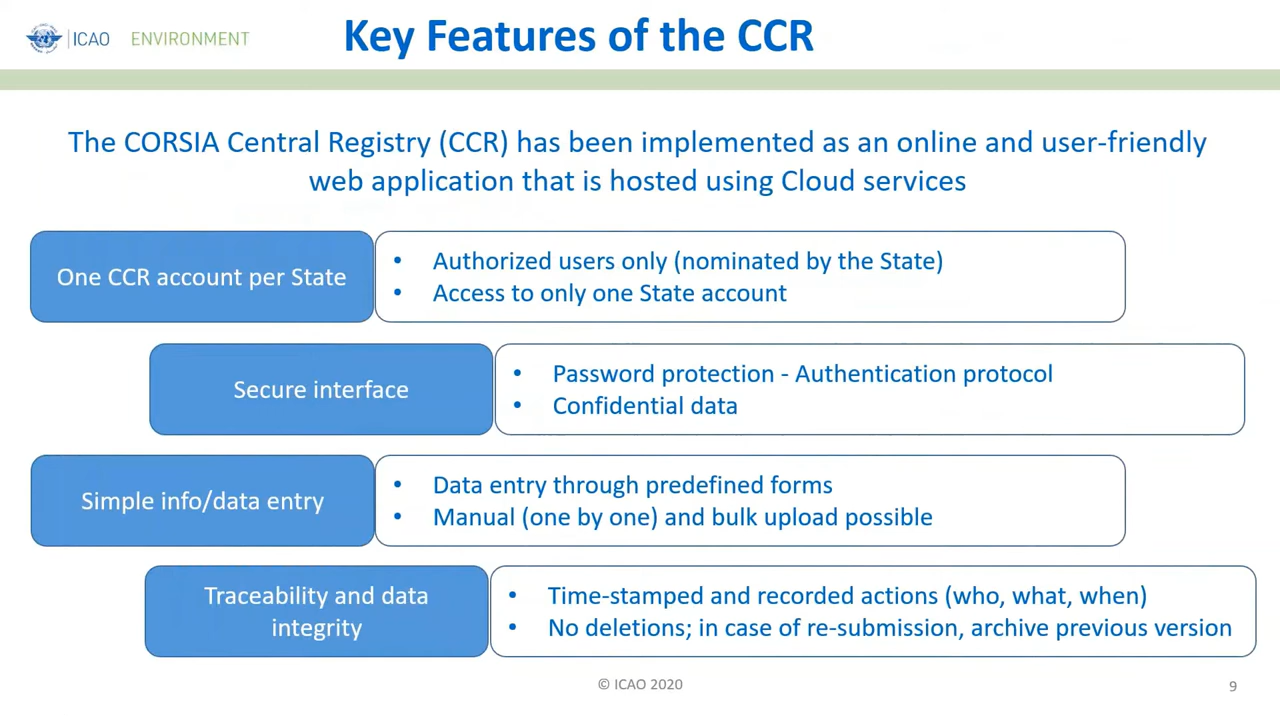 ICAO ENVIRONMENT
Key Features of the CCR
The CORSIA Central Registry (CCR) has been implemented as an online and user-friendly
web application that is hosted using Cloud services
One CCR account per State
• Authorized users only (nominated by the State)
• Access to only one State account
Secure interface
• Password protection - Authentication protocol
• Confidential data
Simple info/data entry
• Data entry through predefined forms
• Manual (one by one) and bulk upload possible
Traceability and data
integrity
• Time-stamped and recorded actions (who, what, when)
• No deletions; in case of re-submission, archive previous version
© ICAO 2020
9